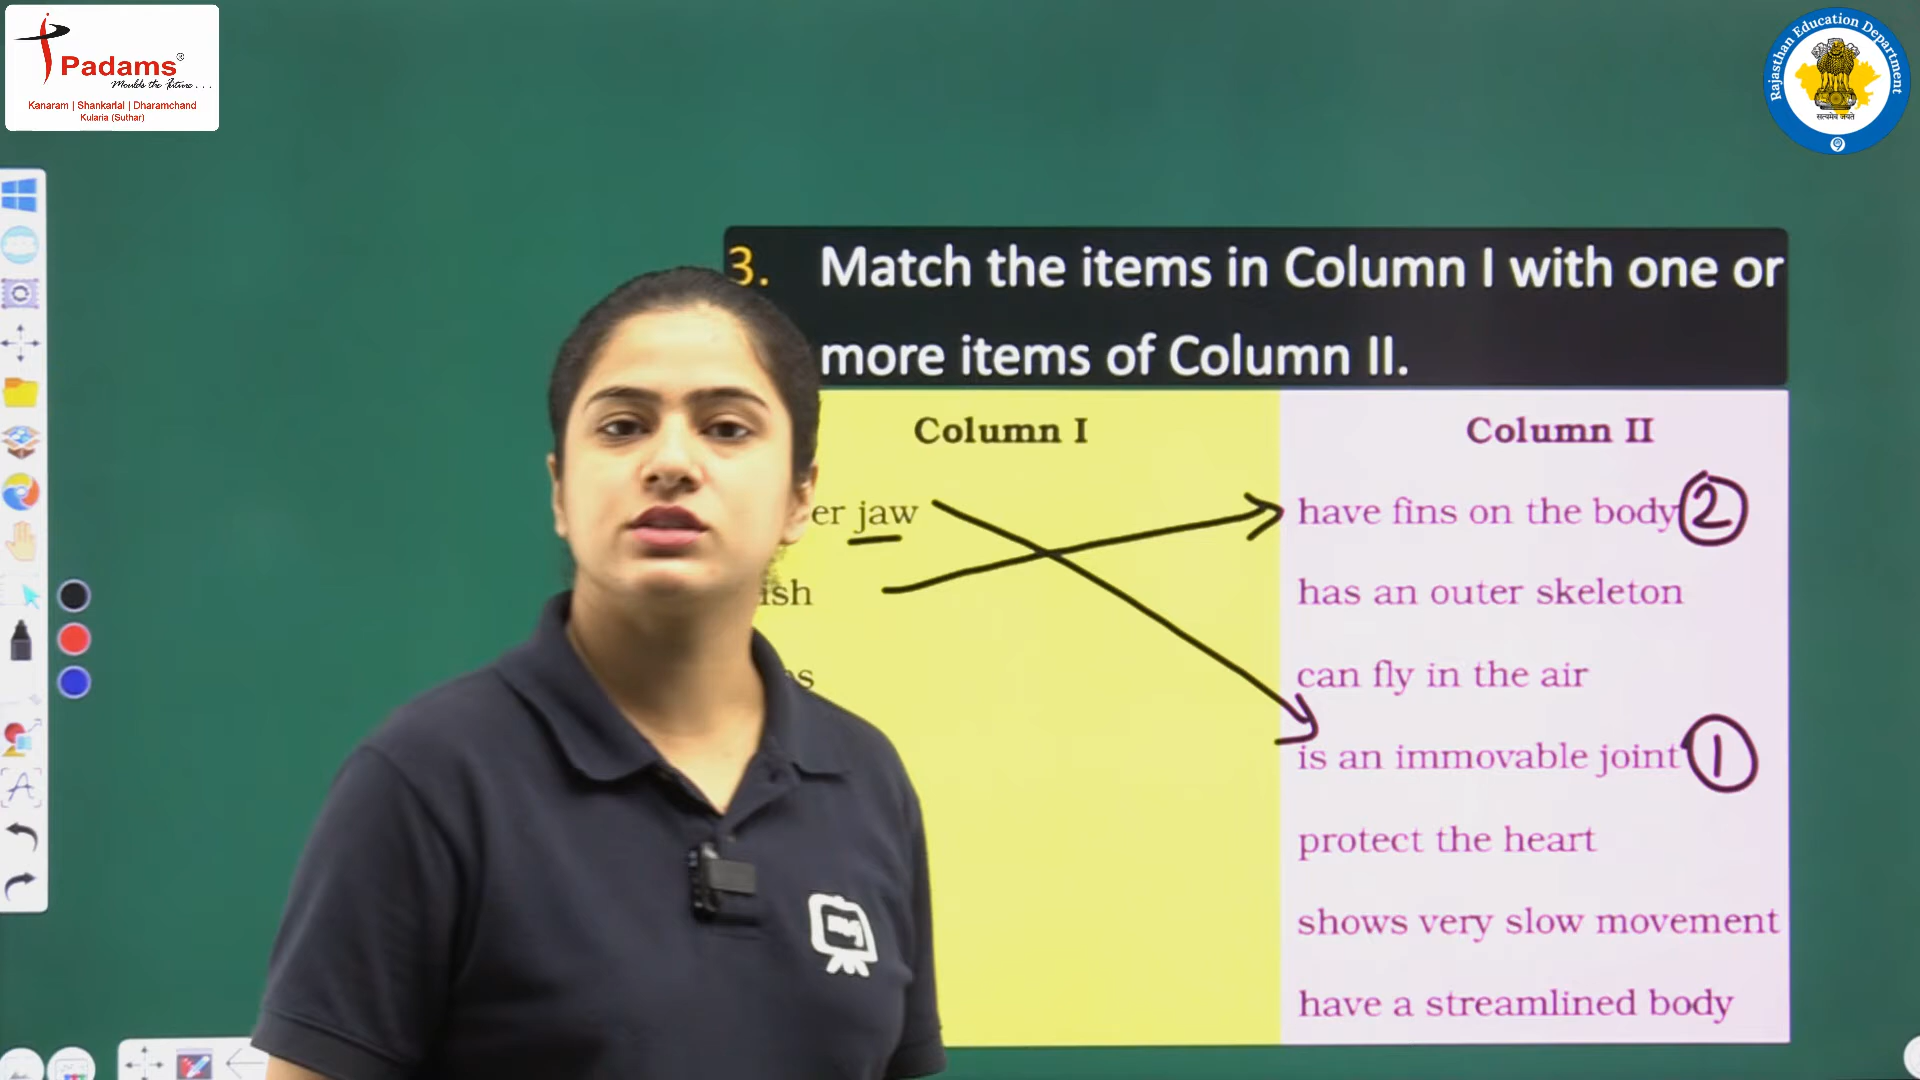 Padams®
Moulds the Future . . .
Kanaram | Shankarlal | Dharamchand
Kularia (Suthar)
Rajasthan Education Department
सत्यमेव जयते
3. Match the items in Column I with one or
more items of Column II.
Column I
Column II
er jaw
have fins on the body 2
ish
has an outer skeleton
can fly in the air
is an immovable joint 1
protect the heart
shows very slow movement
have a streamlined body